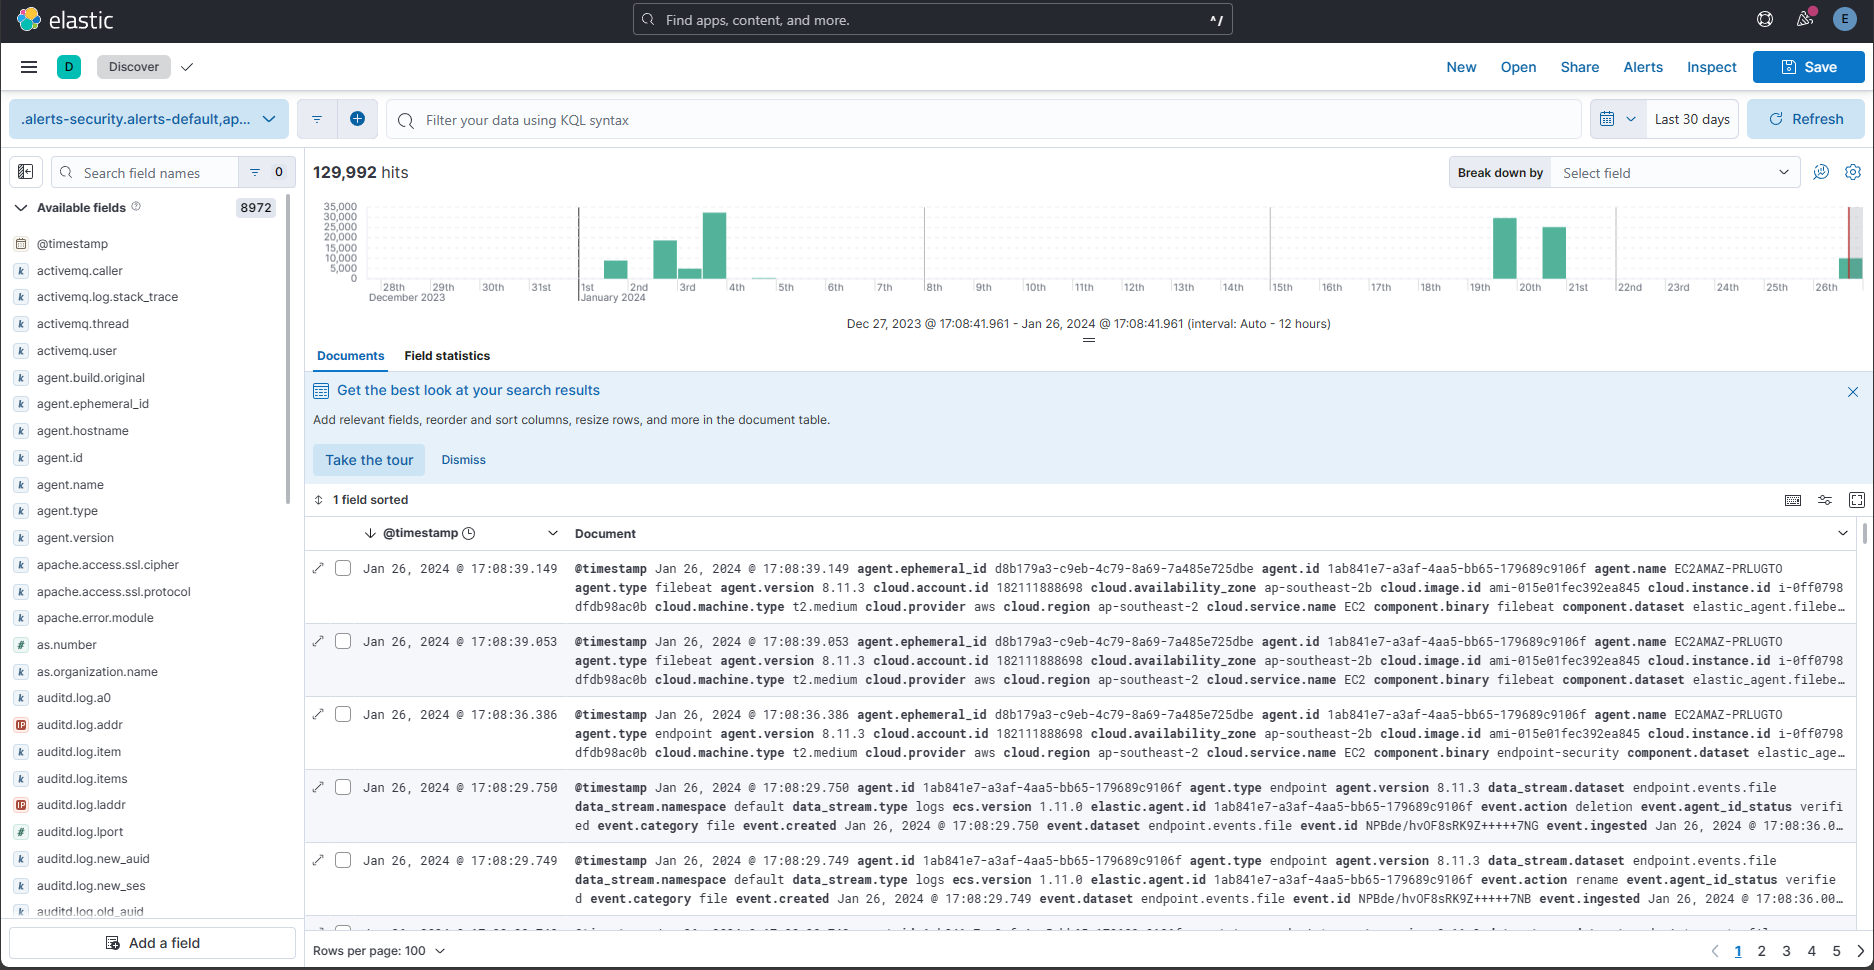 elastic
Find apps, content, and more.
^/
E
D
Discover
New
Open
Share
Alerts
Inspect
Save
.alerts-security.alerts-default,ap...
Filter your data using KQL syntax
Last 30 days
Refresh
Search field names
0
Available fields
8972
@timestamp
k activemq.caller
k activemq.log.stack_trace
k activemq.thread
k activemq.user
k agent.build.original
k agent.ephemeral_id
k agent.hostname
k agent.id
k agent.name
k agent.type
k agent.version
k apache.access.ssl.cipher
k apache.access.ssl.protocol
k apache.error.module
# as.number
k as.organization.name
k auditd.log.a0
IP auditd.log.addr
k auditd.log.item
k auditd.log.items
IP auditd.log.laddr
# auditd.log.lport
k auditd.log.new_auid
k auditd.log.new_ses
k auditd.log.old_auid
Add a field
129,992 hits
Break down by
Select field
35,000
30,000
25,000
20,000
15,000
10,000
5,000
0
28th 29th 30th 31st 1st 2nd 3rd 4th 5th 6th 7th 8th 9th 10th 11th 12th 13th 14th 15th 16th 17th 18th 19th 20th 21st 22nd 23rd 24th 25th 26th
December 2023 January 2024
Dec 27, 2023 @ 17:08:41.961 - Jan 26, 2024 @ 17:08:41.961 (interval: Auto - 12 hours)
Documents
Field statistics
Get the best look at your search results
Add relevant fields, reorder and sort columns, resize rows, and more in the document table.
Take the tour
Dismiss
1 field sorted
@timestamp
Document
Jan 26, 2024 @ 17:08:39.149
@timestamp Jan 26, 2024 @ 17:08:39.149 agent.ephemeral_id d8b179a3-c9eb-4c79-8a69-7a485e725dbe agent.id 1ab841e7-a3af-4aa5-bb65-179689c9106f agent.name EC2AMAZ-PRLUGTO
agent.type filebeat agent.version 8.11.3 cloud.account.id 182111888698 cloud.availability_zone ap-southeast-2b cloud.image.id ami-015e01fec392ea845 cloud.instance.id i-0ff0798
dfdb98ac0b cloud.machine.type t2.medium cloud.provider aws cloud.region ap-southeast-2 cloud.service.name EC2 component.binary filebeat component.dataset elastic_agent.filebe…
Jan 26, 2024 @ 17:08:39.053
@timestamp Jan 26, 2024 @ 17:08:39.053 agent.ephemeral_id d8b179a3-c9eb-4c79-8a69-7a485e725dbe agent.id 1ab841e7-a3af-4aa5-bb65-179689c9106f agent.name EC2AMAZ-PRLUGTO
agent.type filebeat agent.version 8.11.3 cloud.account.id 182111888698 cloud.availability_zone ap-southeast-2b cloud.image.id ami-015e01fec392ea845 cloud.instance.id i-0ff0798
dfdb98ac0b cloud.machine.type t2.medium cloud.provider aws cloud.region ap-southeast-2 cloud.service.name EC2 component.binary filebeat component.dataset elastic_agent.filebe…
Jan 26, 2024 @ 17:08:36.386
@timestamp Jan 26, 2024 @ 17:08:36.386 agent.ephemeral_id d8b179a3-c9eb-4c79-8a69-7a485e725dbe agent.id 1ab841e7-a3af-4aa5-bb65-179689c9106f agent.name EC2AMAZ-PRLUGTO
agent.type endpoint agent.version 8.11.3 cloud.account.id 182111888698 cloud.availability_zone ap-southeast-2b cloud.image.id ami-015e01fec392ea845 cloud.instance.id i-0ff0798
dfdb98ac0b cloud.machine.type t2.medium cloud.provider aws cloud.region ap-southeast-2 cloud.service.name EC2 component.binary endpoint-security component.dataset elastic_age…
Jan 26, 2024 @ 17:08:29.750
@timestamp Jan 26, 2024 @ 17:08:29.750 agent.id 1ab841e7-a3af-4aa5-bb65-179689c9106f agent.type endpoint agent.version 8.11.3 data_stream.dataset endpoint.events.file
data_stream.namespace default data_stream.type logs ecs.version 1.11.0 elastic.agent.id 1ab841e7-a3af-4aa5-bb65-179689c9106f event.action deletion event.agent_id_status verifi
ed event.category file event.created Jan 26, 2024 @ 17:08:29.750 event.dataset endpoint.events.file event.id NPBde/hvOF8sRK9Z+++++7NG event.ingested Jan 26, 2024 @ 17:08:36.0…
Jan 26, 2024 @ 17:08:29.749
@timestamp Jan 26, 2024 @ 17:08:29.749 agent.id 1ab841e7-a3af-4aa5-bb65-179689c9106f agent.type endpoint agent.version 8.11.3 data_stream.dataset endpoint.events.file
data_stream.namespace default data_stream.type logs ecs.version 1.11.0 elastic.agent.id 1ab841e7-a3af-4aa5-bb65-179689c9106f event.action rename event.agent_id_status verifie
d event.category file event.created Jan 26, 2024 @ 17:08:29.749 event.dataset endpoint.events.file event.id NPBde/hvOF8sRK9Z+++++7NB event.ingested Jan 26, 2024 @ 17:08:36.00…
Rows per page: 100
1 2 3 4 5